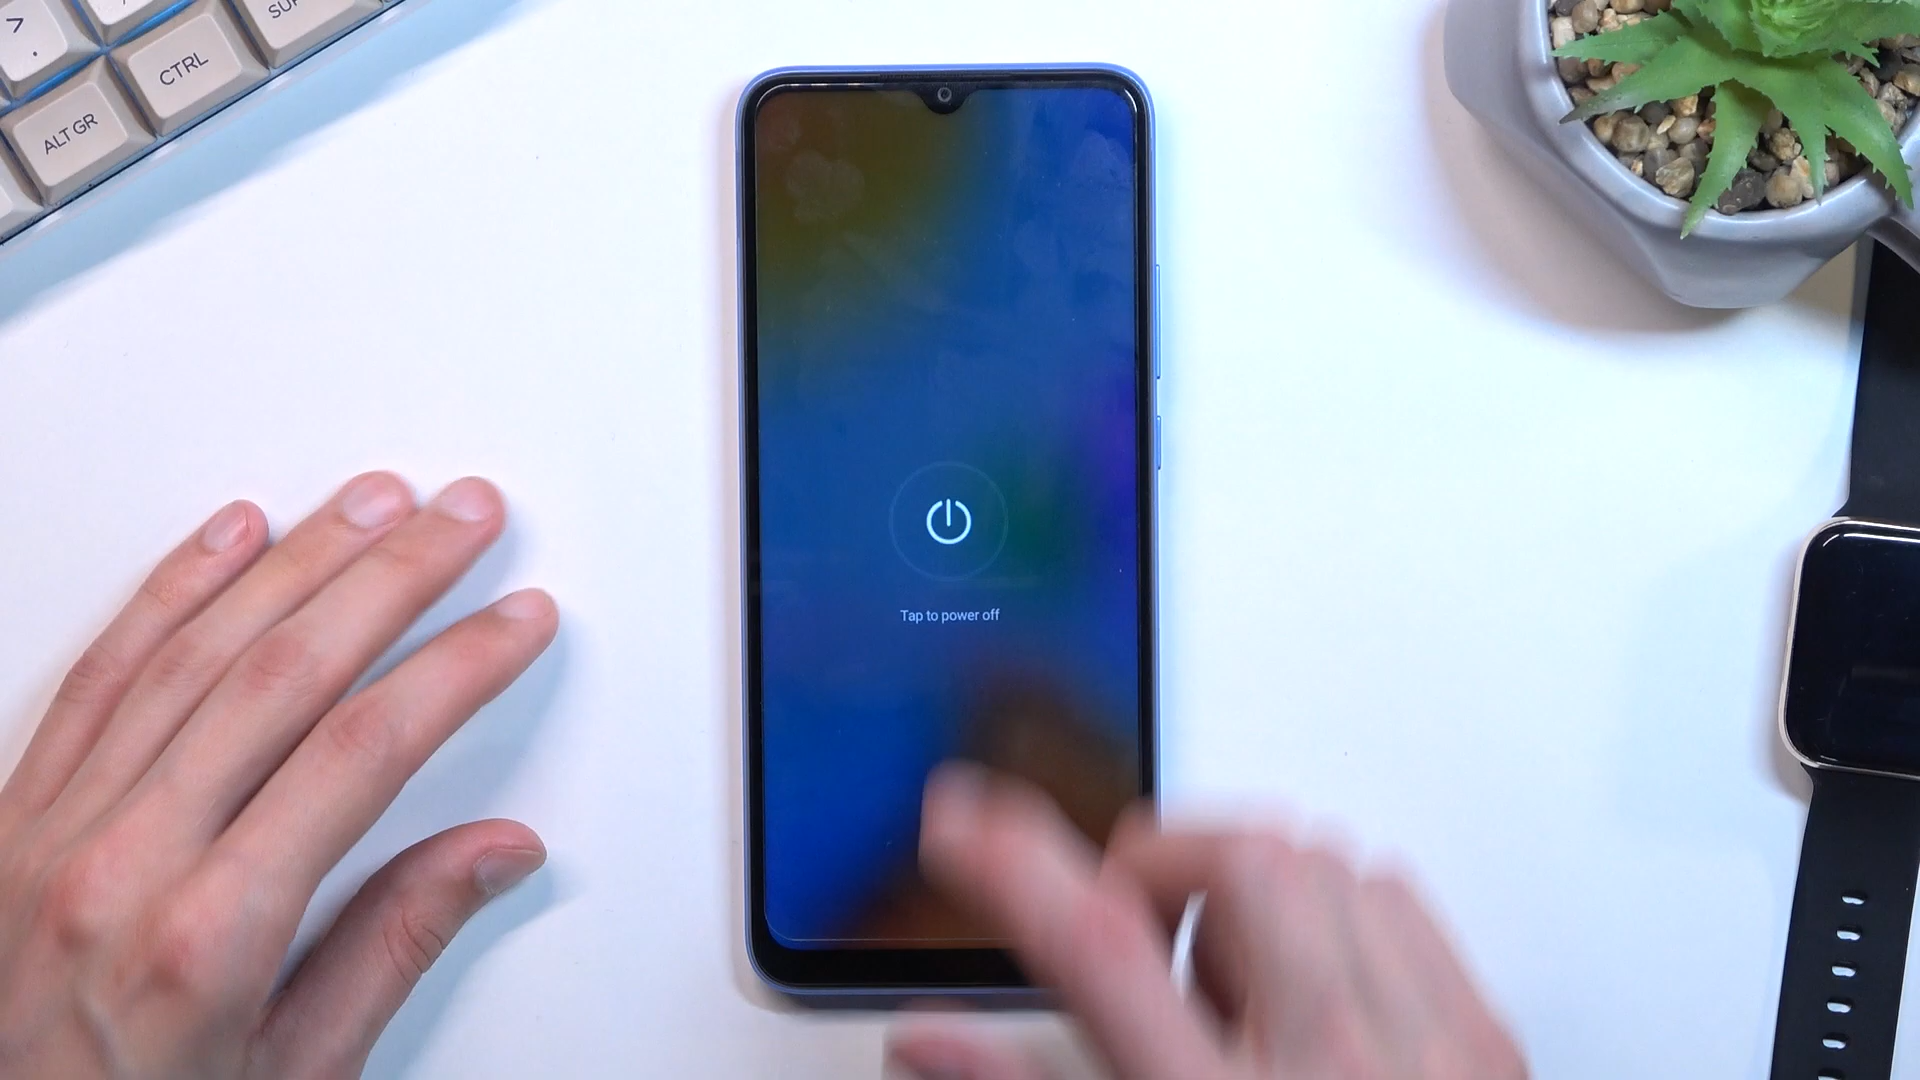 >
.
CTRL
ALT GR
Tap to power off